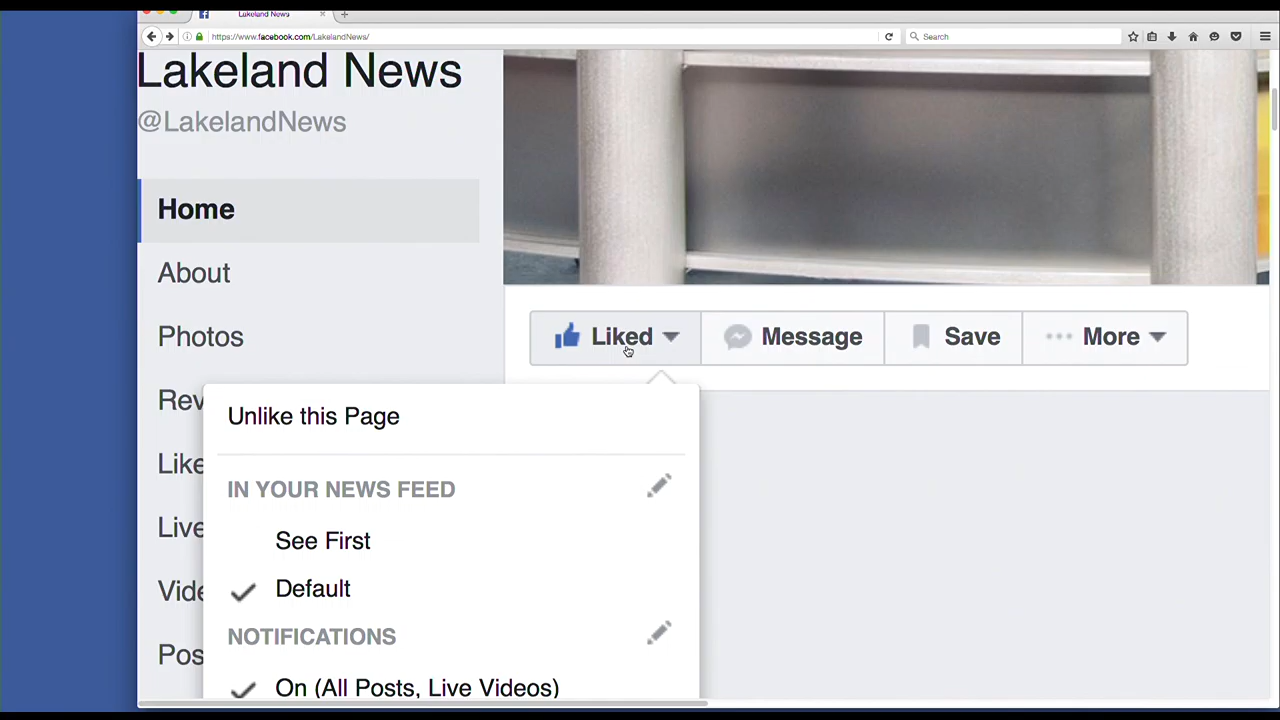 Lakeland News
https://www.facebook.com/LakelandNews/
Search
Lakeland News
@LakelandNews
Home
About
Photos
Rev
Like
Live
Vide
Pos
Liked
Message
Save
More
Unlike this Page
IN YOUR NEWS FEED
See First
Default
NOTIFICATIONS
On (All Posts, Live Videos)